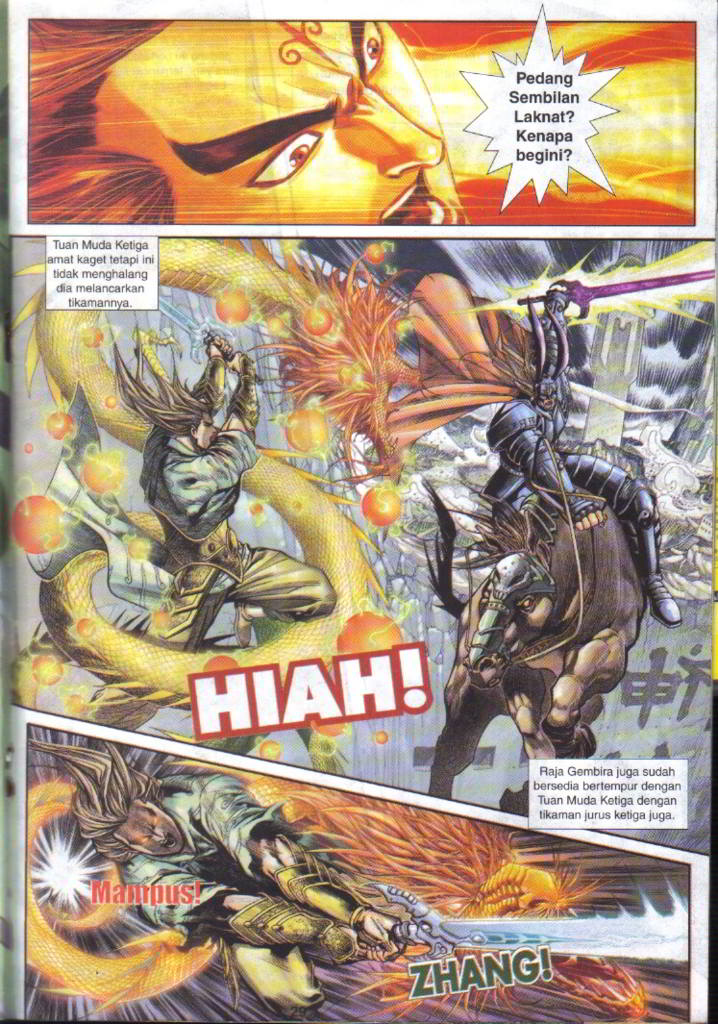 Pedang
Sembilan
Laknat?
Kenapa
begini?
Tuan Muda Ketiga
amat kaget tetapi ini
tidak menghalang
dia melancarkan
tikamannya.
HIAH!
Raja Gembira juga sudah
bersedia bertempur dengan
Tuan Muda Ketiga dengan
tikaman jurus ketiga juga.
Mampus!
ZHANG!
29